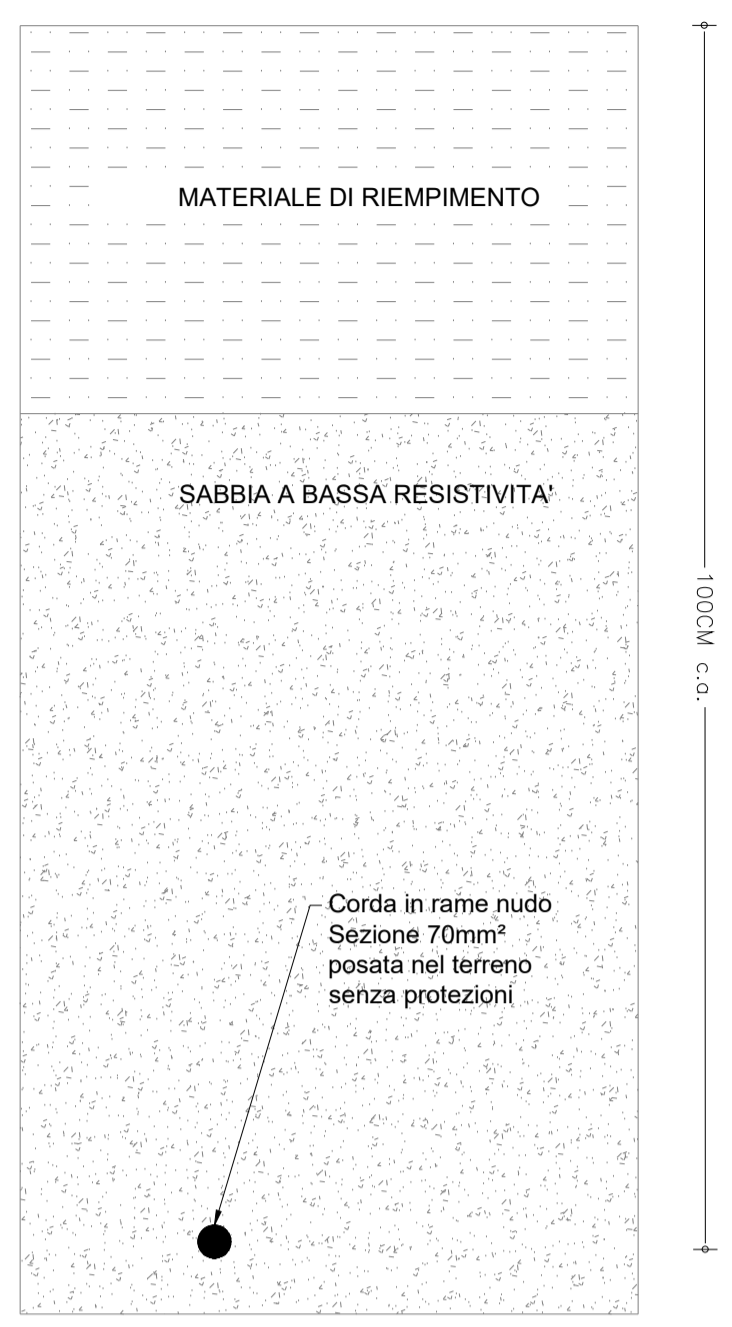 MATERIALE DI RIEMPIMENTO
SABBIA A BASSA RESISTIVITA'
100CM c.a.
Corda in rame nudo
Sezione 70mm²
posata nel terreno
senza protezioni